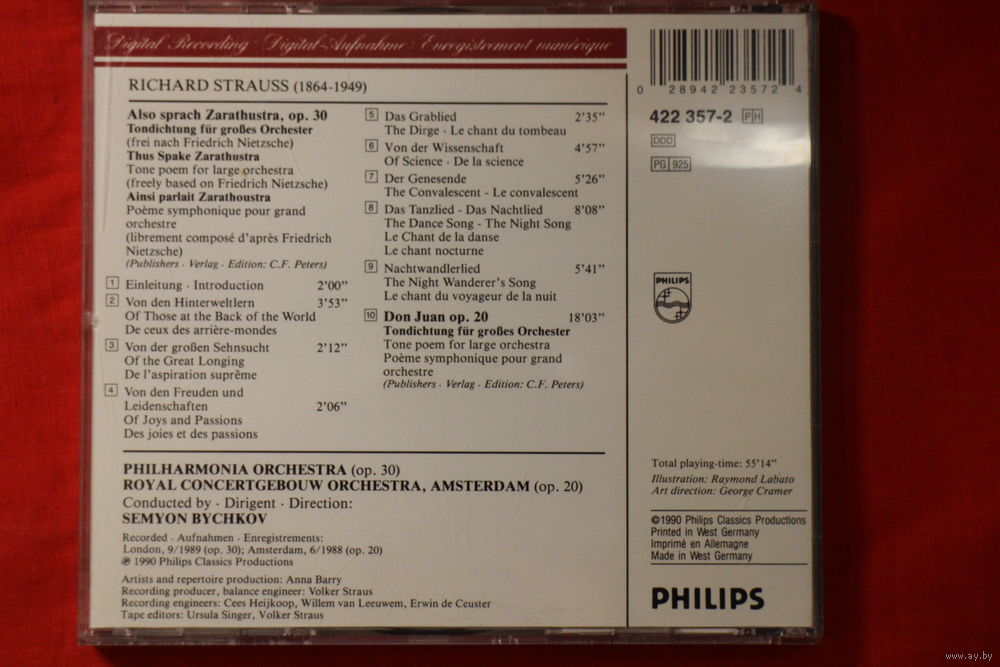 Digital Recording · Digital-Aufnahme · Enregistrement numérique
RICHARD STRAUSS (1864-1949)
Also sprach Zarathustra, op. 30
Tondichtung für großes Orchester
(frei nach Friedrich Nietzsche)
Thus Spake Zarathustra
Tone poem for large orchestra
(freely based on Friedrich Nietzsche)
Ainsi parlait Zarathoustra
Poème symphonique pour grand
orchestre
(librement composé d'après Friedrich
Nietzsche)
(Publishers · Verlag · Edition: C.F. Peters)
1 Einleitung · Introduction 2'00"
2 Von den Hinterweltlern 3'53"
Of Those at the Back of the World
De ceux des arrière-mondes
3 Von der großen Sehnsucht 2'12"
Of the Great Longing
De l'aspiration suprême
4 Von den Freuden und
Leidenschaften 2'06"
Of Joys and Passions
Des joies et des passions
5 Das Grablied 2'35"
The Dirge · Le chant du tombeau
6 Von der Wissenschaft 4'57"
Of Science · De la science
7 Der Genesende 5'26"
The Convalescent - Le convalescent
8 Das Tanzlied - Das Nachtlied 8'08"
The Dance Song - The Night Song
Le Chant de la danse
Le chant nocturne
9 Nachtwandlerlied 5'41"
The Night Wanderer's Song
Le chant du voyageur de la nuit
10 Don Juan op. 20 18'03"
Tondichtung für großes Orchester
Tone poem for large orchestra
Poème symphonique pour grand
orchestre
(Publishers · Verlag · Edition: C.F. Peters)
PHILHARMONIA ORCHESTRA (op. 30)
ROYAL CONCERTGEBOUW ORCHESTRA, AMSTERDAM (op. 20)
Conducted by · Dirigent · Direction:
SEMYON BYCHKOV
Recorded · Aufnahmen · Enregistrements:
London, 9/1989 (op. 30); Amsterdam, 6/1988 (op. 20)
℗ 1990 Philips Classics Productions
Artists and repertoire production: Anna Barry
Recording producer, balance engineer: Volker Straus
Recording engineers: Cees Heijkoop, Willem van Leeuwem, Erwin de Ceuster
Tape editors: Ursula Singer, Volker Straus
0 28942 23572 4
422 357-2 PH
DDD
PG 925
PHILIPS
Total playing-time: 55'14"
Illustration: Raymond Labato
Art direction: George Cramer
©1990 Philips Classics Productions
Printed in West Germany
Imprimé en Allemagne
Made in West Germany
PHILIPS
www.ay.by